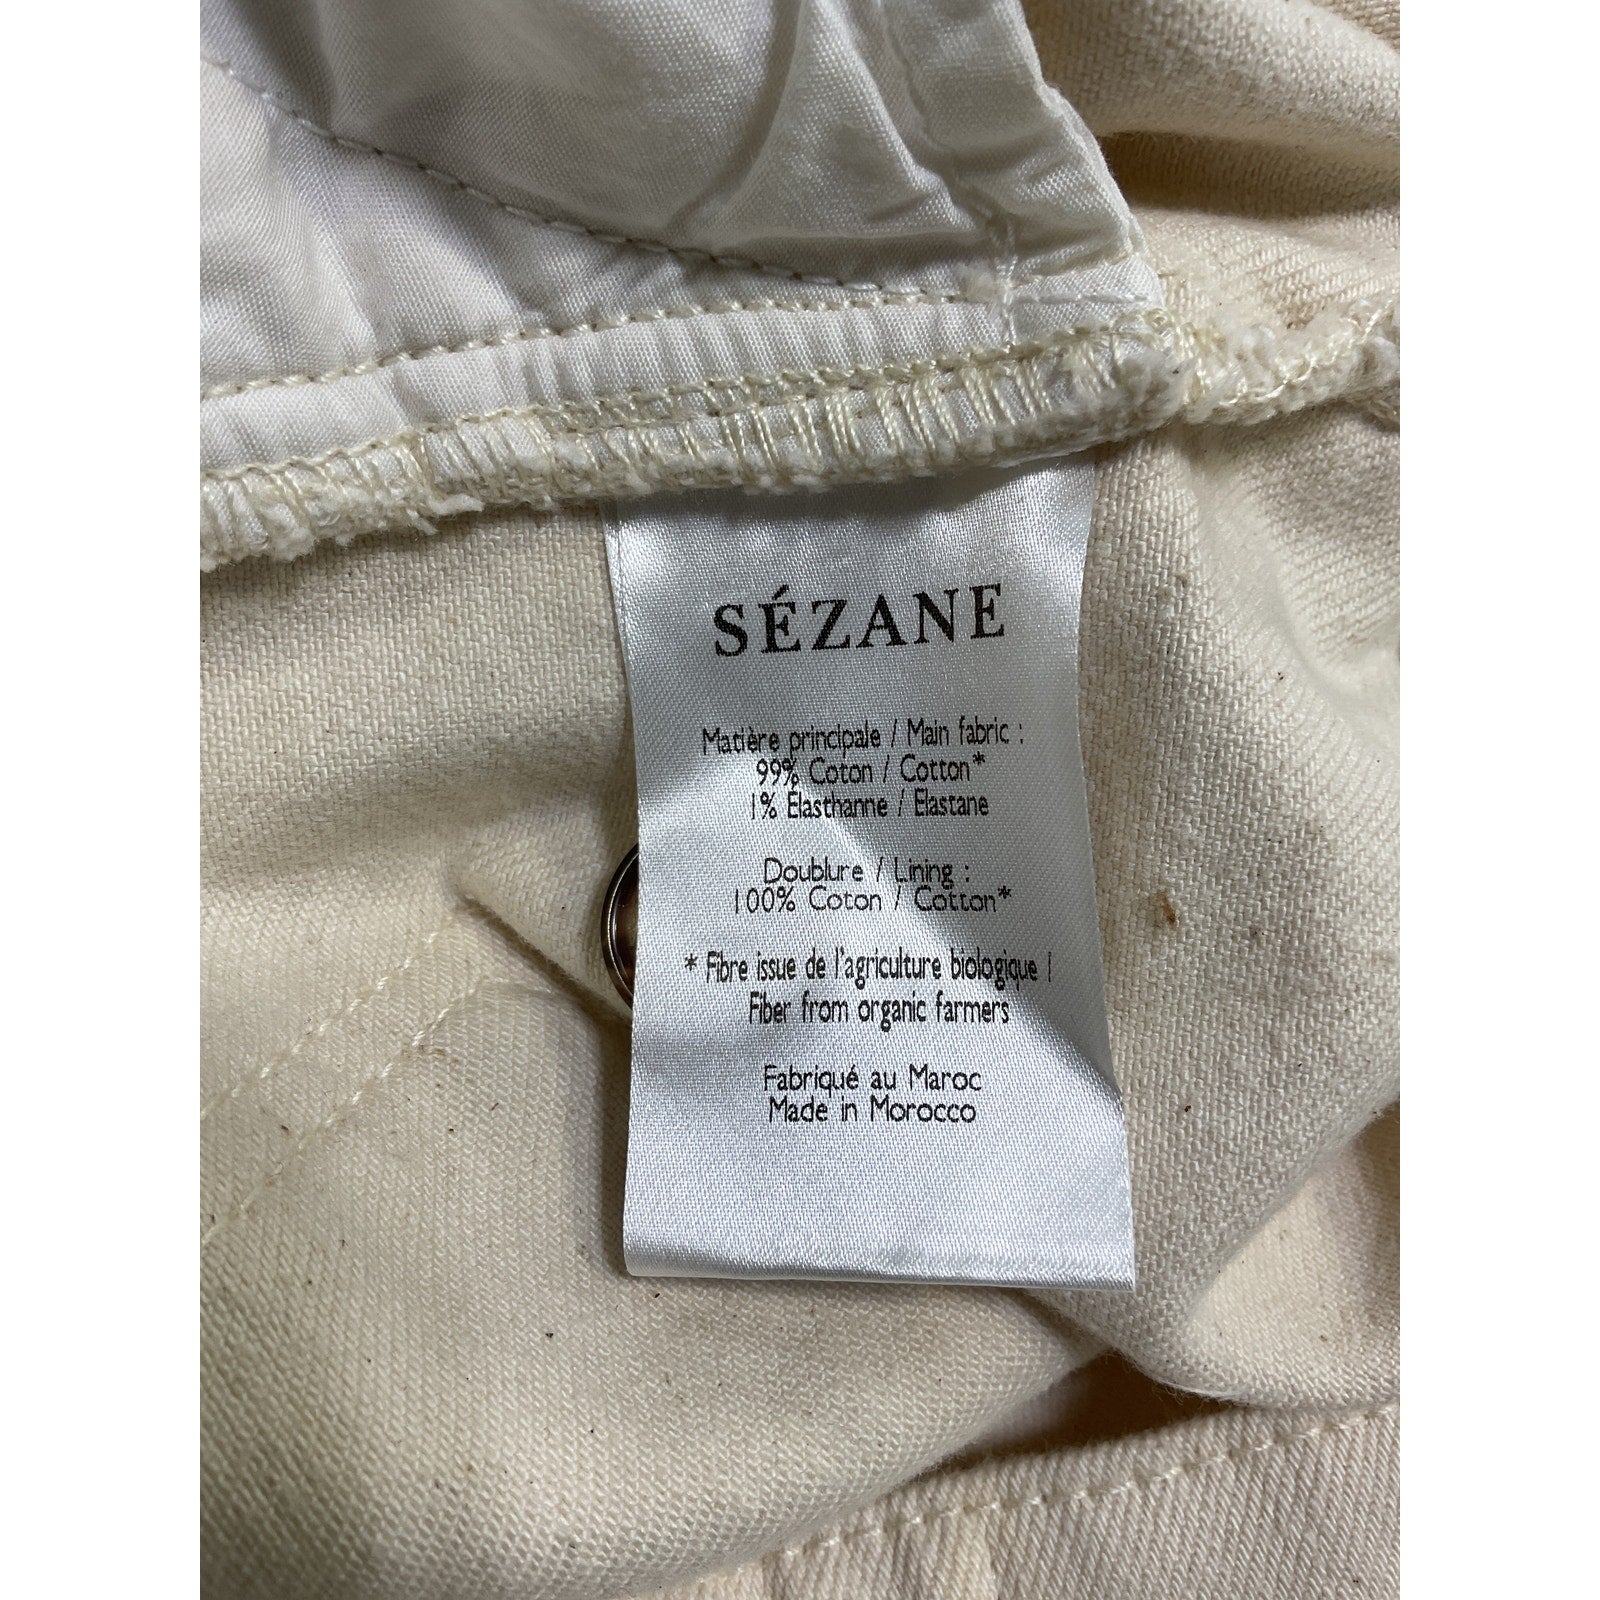 SÉZANE
Matière principale / Main fabric :
99% Coton / Cotton*
1% Élasthanne / Elastane
Doublure / Lining :
100% Coton / Cotton*
* Fibre issue de l'agriculture biologique /
Fiber from organic farmers
Fabriqué au Maroc
Made in Morocco